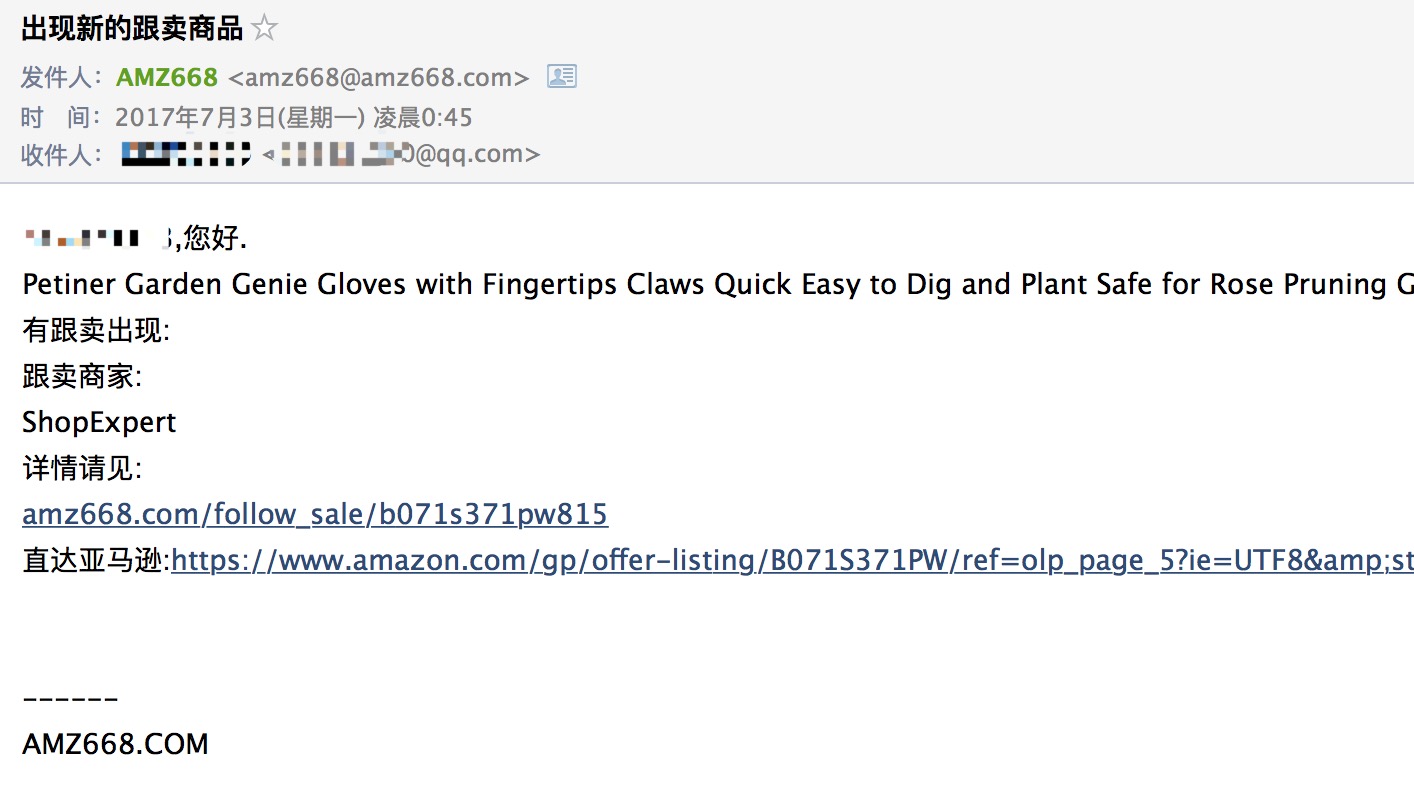 出现新的跟卖商品
发件人：AMZ668 <amz668@amz668.com>
时 间：2017年7月3日(星期一) 凌晨0:45
收件人： < 0@qq.com>
,您好.
Petiner Garden Genie Gloves with Fingertips Claws Quick Easy to Dig and Plant Safe for Rose Pruning G
有跟卖出现:
跟卖商家:
ShopExpert
详情请见:
amz668.com/follow_sale/b071s371pw815
直达亚马逊:https://www.amazon.com/gp/offer-listing/B071S371PW/ref=olp_page_5?ie=UTF8&amp;st
------
AMZ668.COM